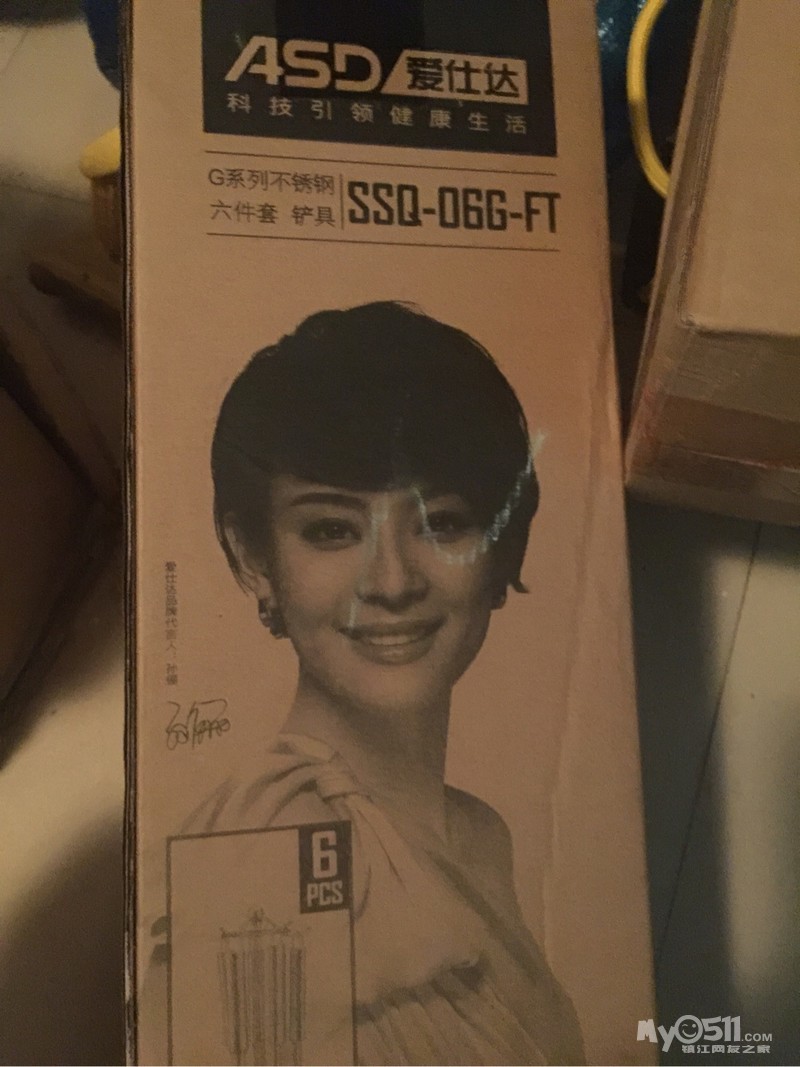 ASD/爱仕达
科技引领健康生活
G系列不锈钢
六件套 铲具
SSQ-06G-FT
爱仕达品牌代言人：孙俪
孙俪
6
PCS
My0511.com
镇江网友之家